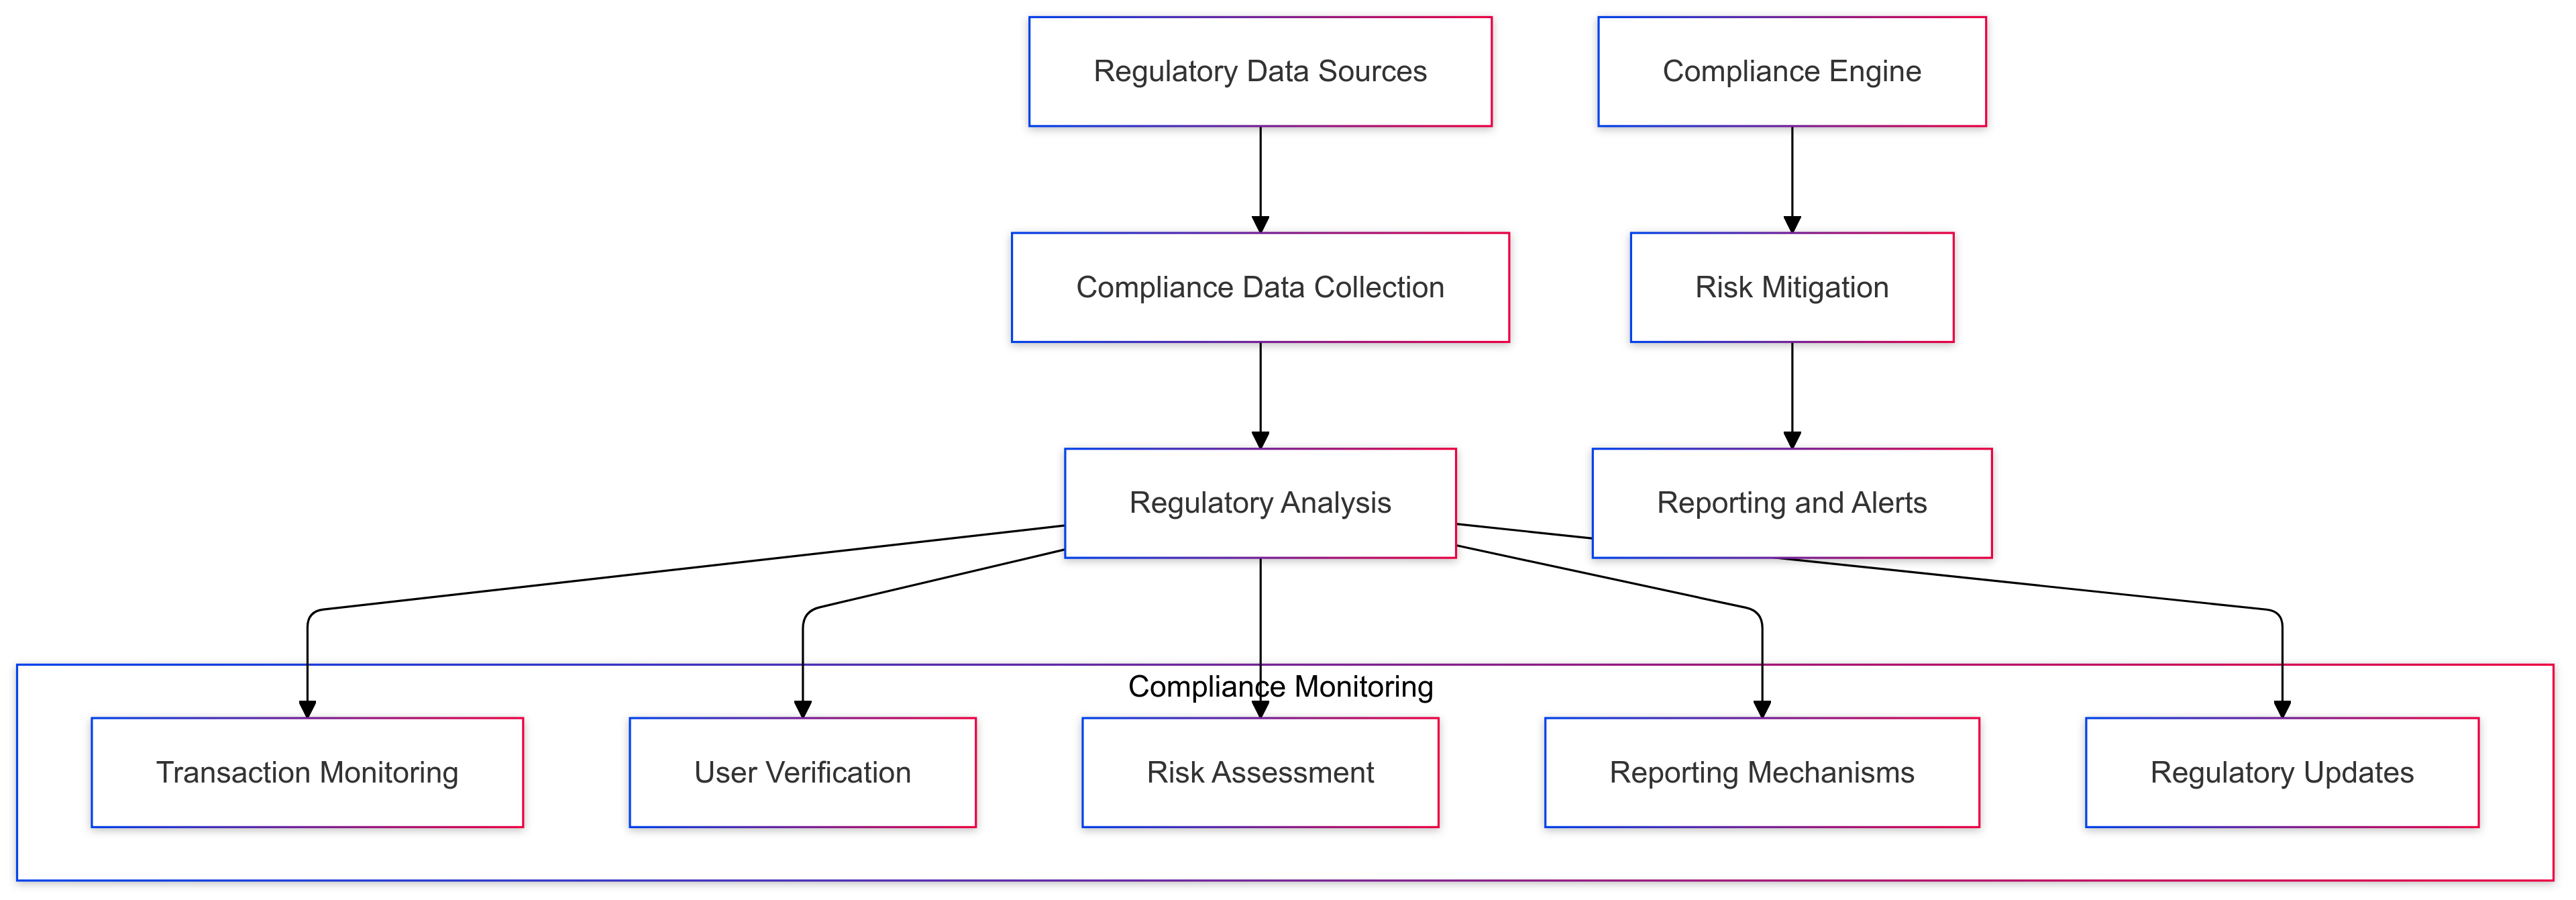 Regulatory Data Sources
Compliance Engine
Compliance Data Collection
Risk Mitigation
Regulatory Analysis
Reporting and Alerts
Compliance Monitoring
Transaction Monitoring
User Verification
Risk Assessment
Reporting Mechanisms
Regulatory Updates